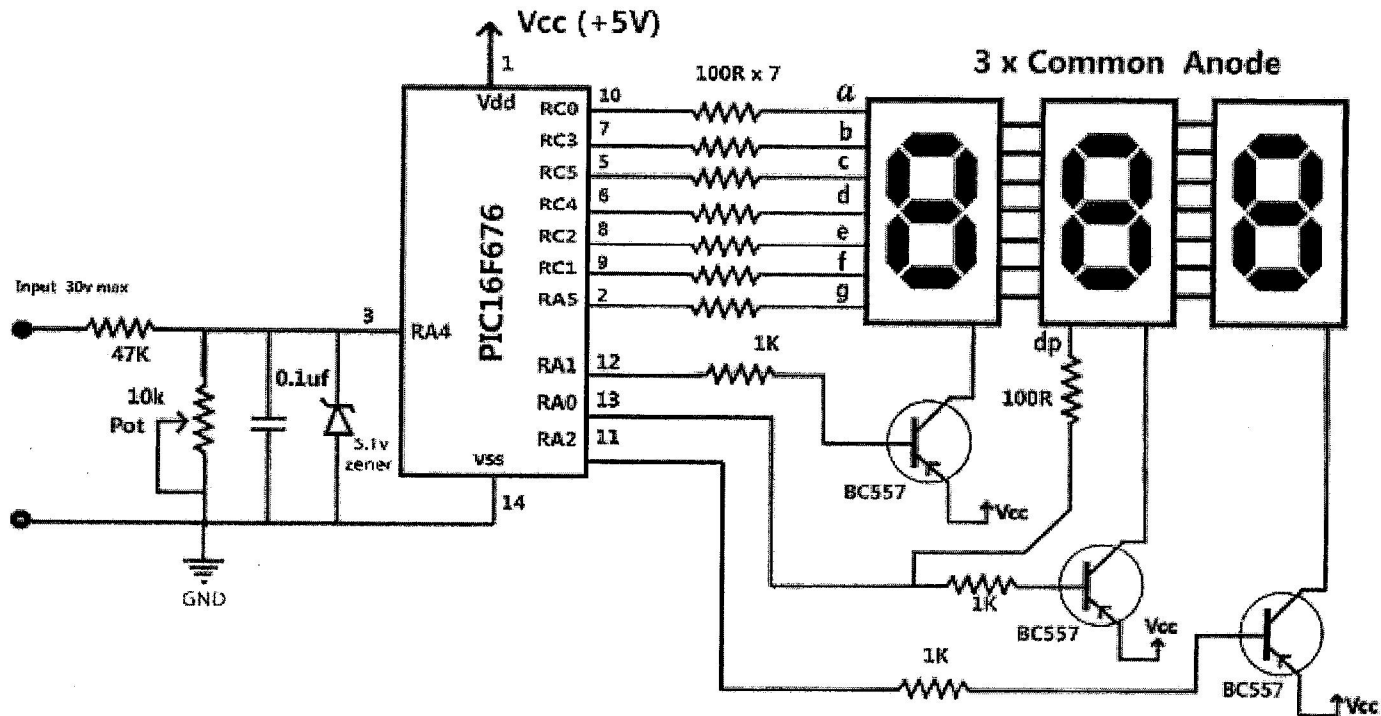 Vcc (+5V)
3 x Common Anode
1
Vdd
100R x 7
RC0 10 a
RC3 7 b
RC5 5 c
RC4 6 d
RC2 8 e
RC1 9 f
RA5 2 g
PIC16F676
Input 30v max
47K
3 RA4
10k
Pot
0.1uf
5.1v
zener
RA1 12
1K
RA0 13
RA2 11
vss
14
GND
dp
100R
BC557
Vcc
1K
BC557
Vcc
1K
BC557
Vcc